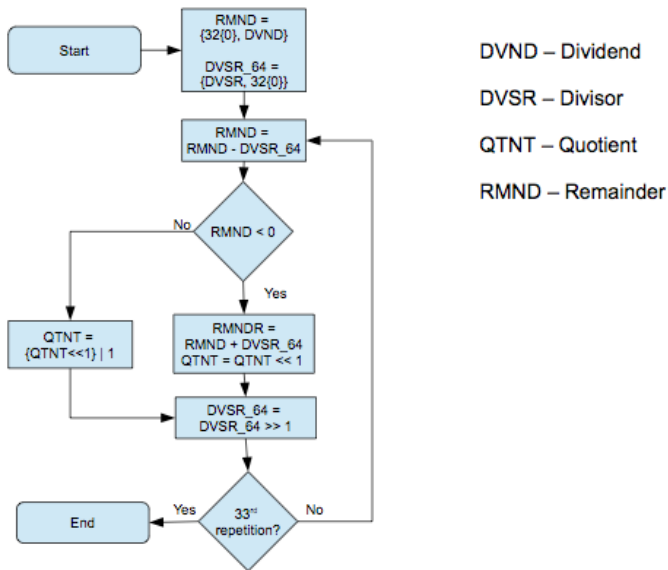 Start
RMND =
{32{0}, DVND}
DVSR_64 =
{DVSR, 32{0}}
RMND =
RMND - DVSR_64
RMND < 0
No
Yes
QTNT =
{QTNT<<1} | 1
RMNDR =
RMND + DVSR_64
QTNT = QTNT << 1
DVSR_64 =
DVSR_64 >> 1
33rd
repetition?
Yes
No
End
DVND – Dividend
DVSR – Divisor
QTNT – Quotient
RMND – Remainder